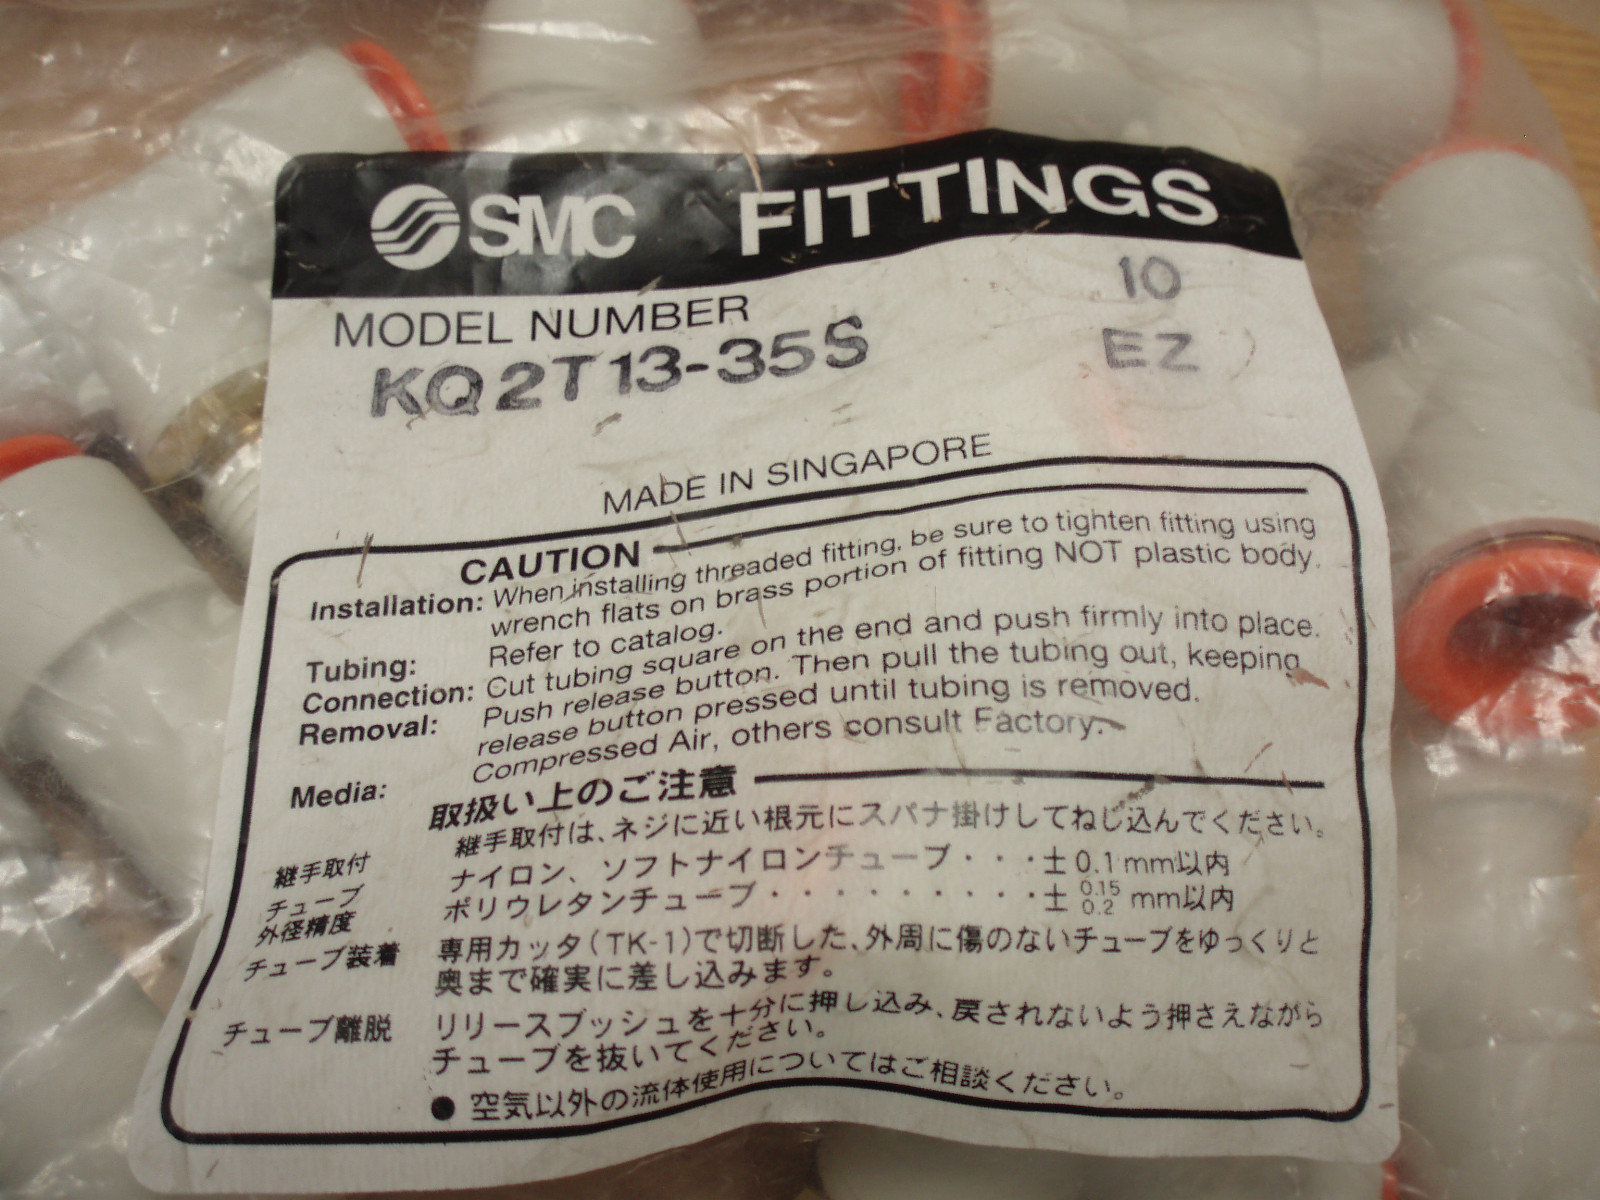 SMC FITTINGS
MODEL NUMBER
10
KQ2T13-35S
EZ
MADE IN SINGAPORE
CAUTION
Installation: When installing threaded fitting, be sure to tighten fitting using
wrench flats on brass portion of fitting NOT plastic body.
Tubing: Refer to catalog.
Connection: Cut tubing square on the end and push firmly into place.
Removal: Push release button. Then pull the tubing out, keeping
release button pressed until tubing is removed.
Media: Compressed Air, others consult Factory.
取扱い上のご注意
継手取付 継手取付は、ネジに近い根元にスパナ掛けしてねじ込んでください。
チューブ ナイロン、ソフトナイロンチューブ・・・± 0.1 mm以内
外径精度 ポリウレタンチューブ・・・・・・・・・・± 0.15 0.2 mm以内
チューブ装着 専用カッタ(TK-1)で切断した、外周に傷のないチューブをゆっくりと
奥まで確実に差し込みます。
チューブ離脱 リリースブッシュを十分に押し込み、戻されないよう押さえながら
チューブを抜いてください。
● 空気以外の流体使用についてはご相談ください。